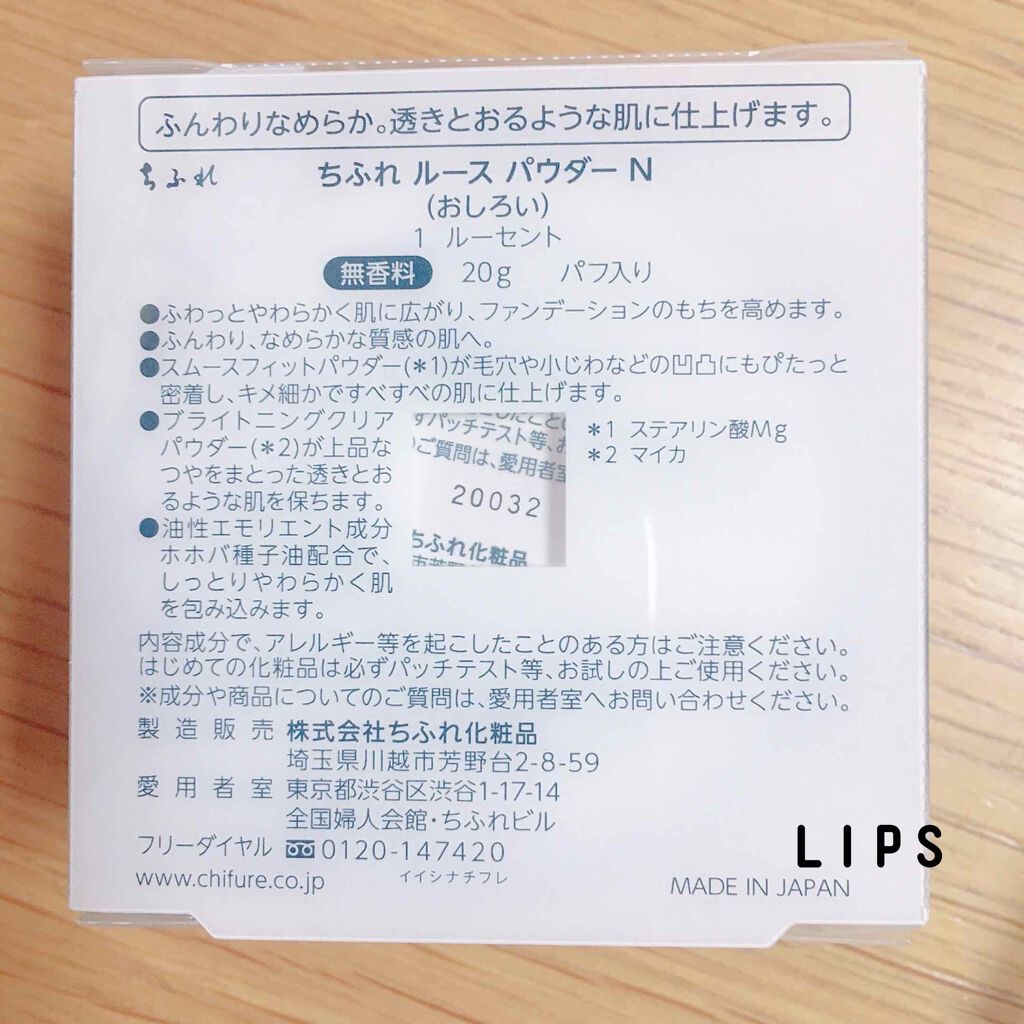 ふんわりなめらか。透きとおるような肌に仕上げます。
ちふれ ちふれ ルース パウダー N
(おしろい)
1 ルーセント
無香料 20g パフ入り
●ふわっとやわらかく肌に広がり、ファンデーションのもちを高めます。
●ふんわり、なめらかな質感の肌へ。
●スムースフィットパウダー(*1)が毛穴や小じわなどの凹凸にもぴたっと
密着し、キメ細かですべすべの肌に仕上げます。
●ブライトニングクリア
パウダー(*2)が上品な
つやをまとった透きとお
るような肌を保ちます。
●油性エモリエント成分
ホホバ種子油配合で、
しっとりやわらかく肌
を包み込みます。
ずパッチテスト等、お
ご質問は、愛用者室
20032
ちふれ化粧品
*1 ステアリン酸Mg
*2 マイカ
内容成分で、アレルギー等を起こしたことのある方はご注意ください。
はじめての化粧品は必ずパッチテスト等、お試しの上ご使用ください。
※成分や商品についてのご質問は、愛用者室へお問い合わせください。
製造販売 株式会社ちふれ化粧品
埼玉県川越市芳野台2-8-59
愛用者室 東京都渋谷区渋谷1-17-14
全国婦人会館・ちふれビル
フリーダイヤル 0120-147420
イイシナチフレ
www.chifure.co.jp
MADE IN JAPAN
LIPS